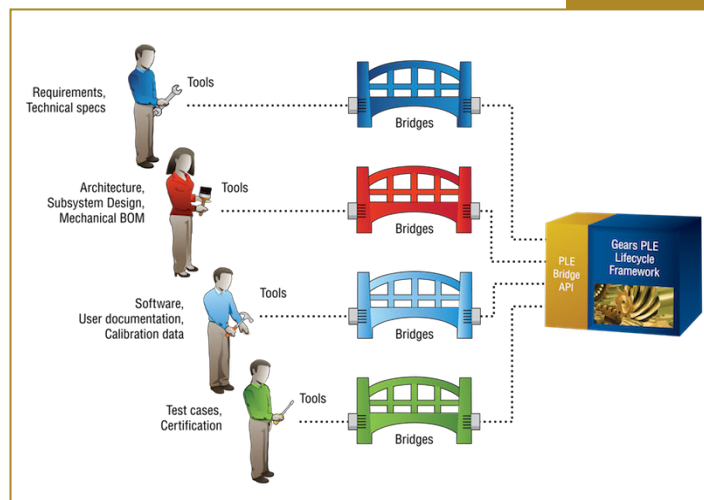 Requirements,
Technical specs
Tools
Bridges
Architecture,
Subsystem Design,
Mechanical BOM
Tools
Bridges
PLE
Bridge
API
Gears PLE
Lifecycle
Framework
Software,
User documentation,
Calibration data
Tools
Bridges
Test cases,
Certification
Tools
Bridges